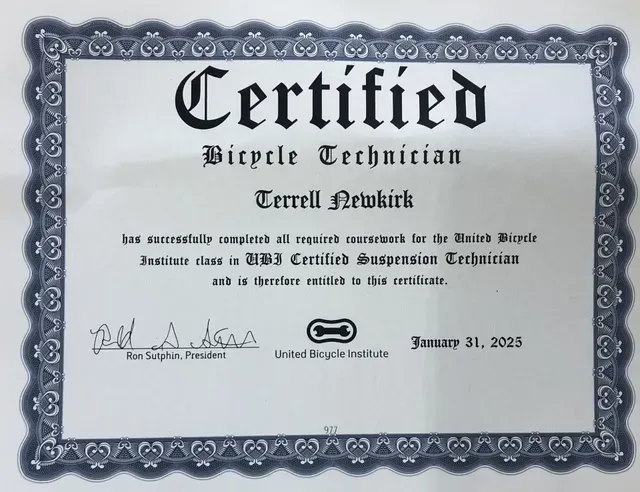 Certified
Bicycle Technician
Terrell Newkirk
has successfully completed all required coursework for the United Bicycle
Institute class in UBI Certified Suspension Technician
and is therefore entitled to this certificate.
Ron Sutphin, President
United Bicycle Institute
January 31, 2025
977